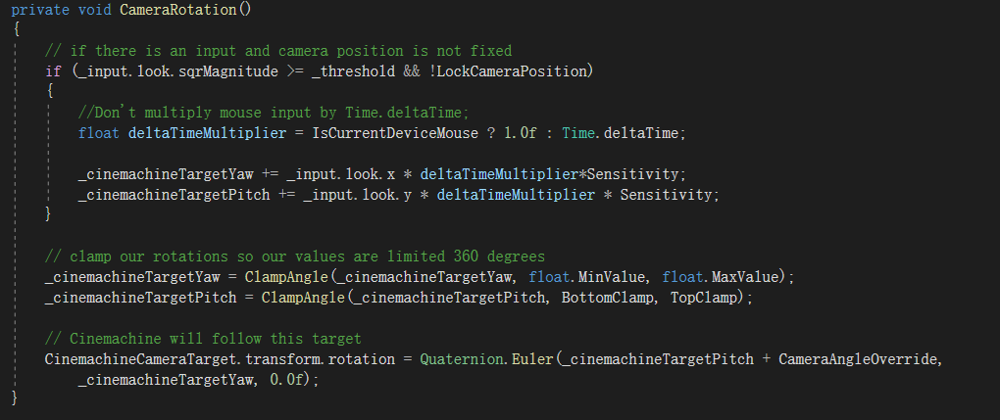 private void CameraRotation()
{
// if there is an input and camera position is not fixed
if (_input.look.sqrMagnitude >= _threshold && !LockCameraPosition)
{
//Don't multiply mouse input by Time.deltaTime;
float deltaTimeMultiplier = IsCurrentDeviceMouse ? 1.0f : Time.deltaTime;
_cinemachineTargetYaw += _input.look.x * deltaTimeMultiplier*Sensitivity;
_cinemachineTargetPitch += _input.look.y * deltaTimeMultiplier * Sensitivity;
}
// clamp our rotations so our values are limited 360 degrees
_cinemachineTargetYaw = ClampAngle(_cinemachineTargetYaw, float.MinValue, float.MaxValue);
_cinemachineTargetPitch = ClampAngle(_cinemachineTargetPitch, BottomClamp, TopClamp);
// Cinemachine will follow this target
CinemachineCameraTarget.transform.rotation = Quaternion.Euler(_cinemachineTargetPitch + CameraAngleOverride,
_cinemachineTargetYaw, 0.0f);
}